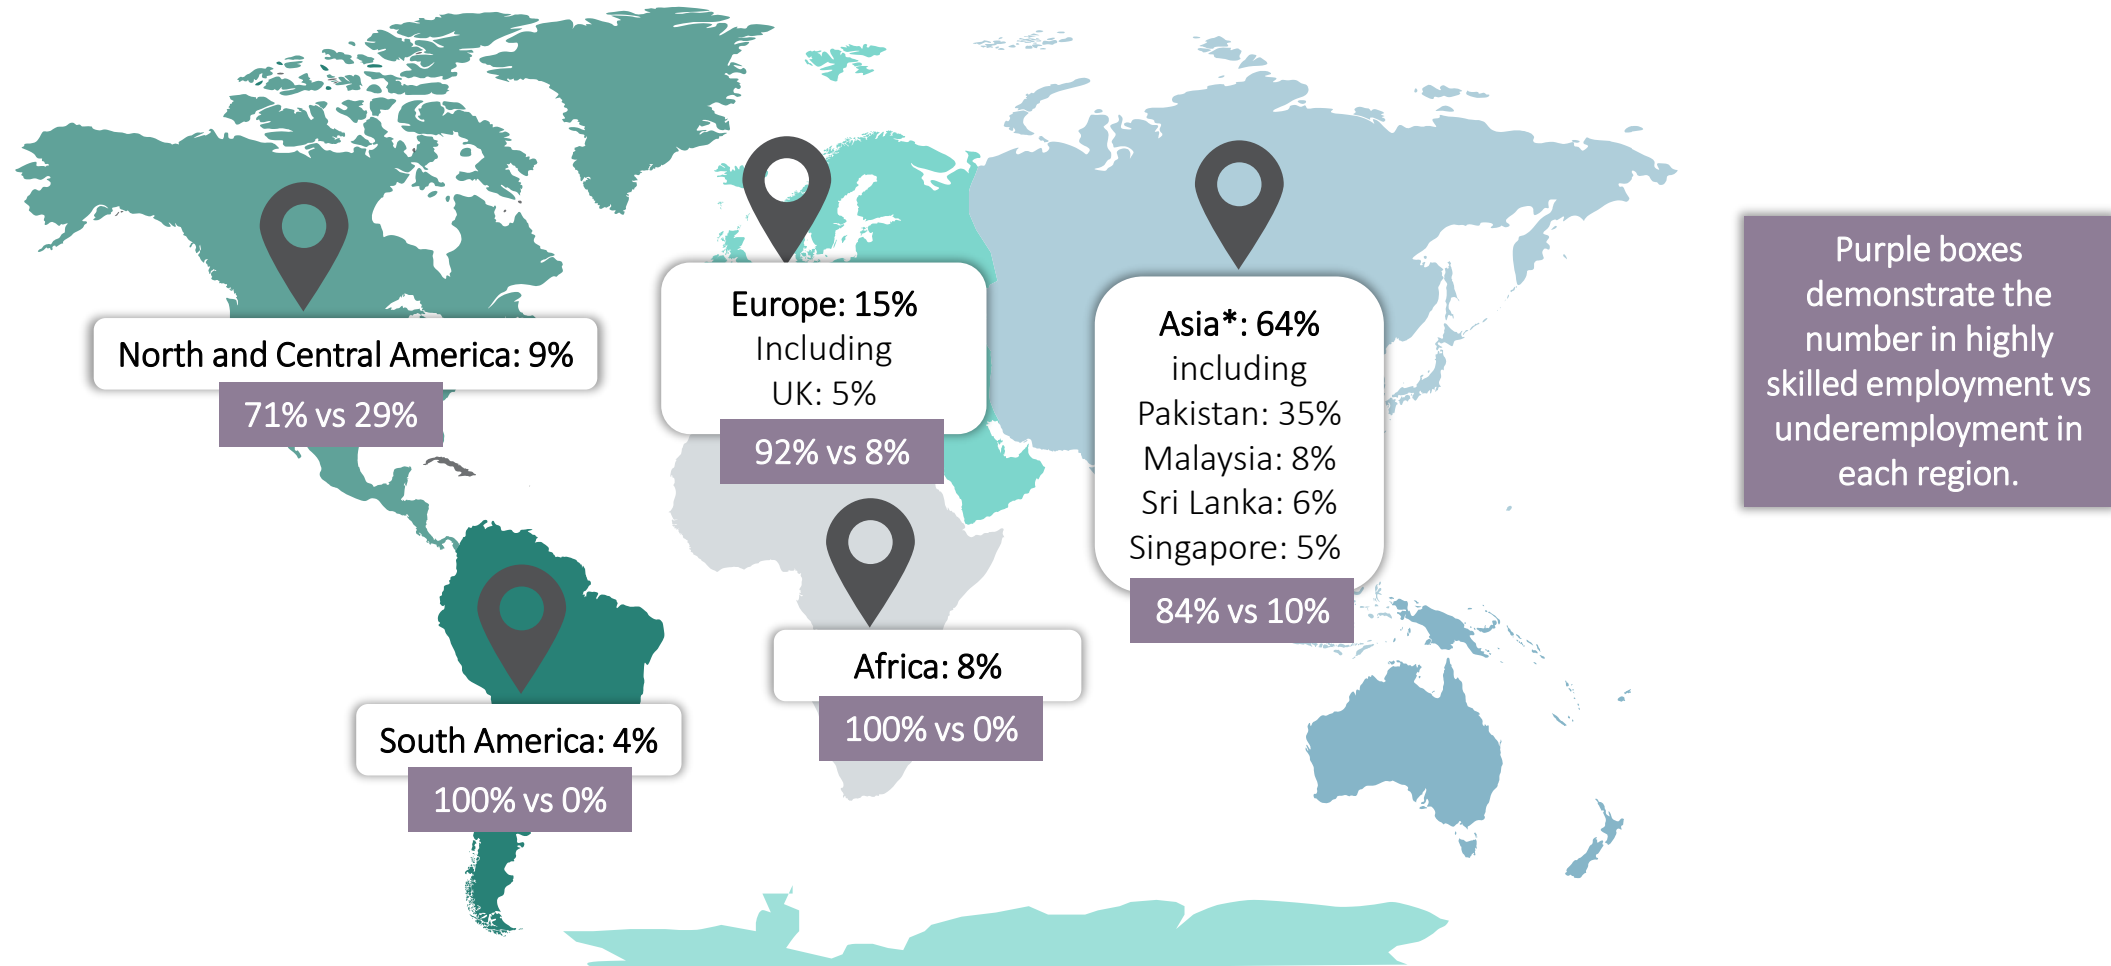 North and Central America: 9%
71% vs 29%
Europe: 15%
Including
UK: 5%
92% vs 8%
Asia*: 64%
including
Pakistan: 35%
Malaysia: 8%
Sri Lanka: 6%
Singapore: 5%
84% vs 10%
Africa: 8%
100% vs 0%
South America: 4%
100% vs 0%
Purple boxes
demonstrate the
number in highly
skilled employment vs
underemployment in
each region.